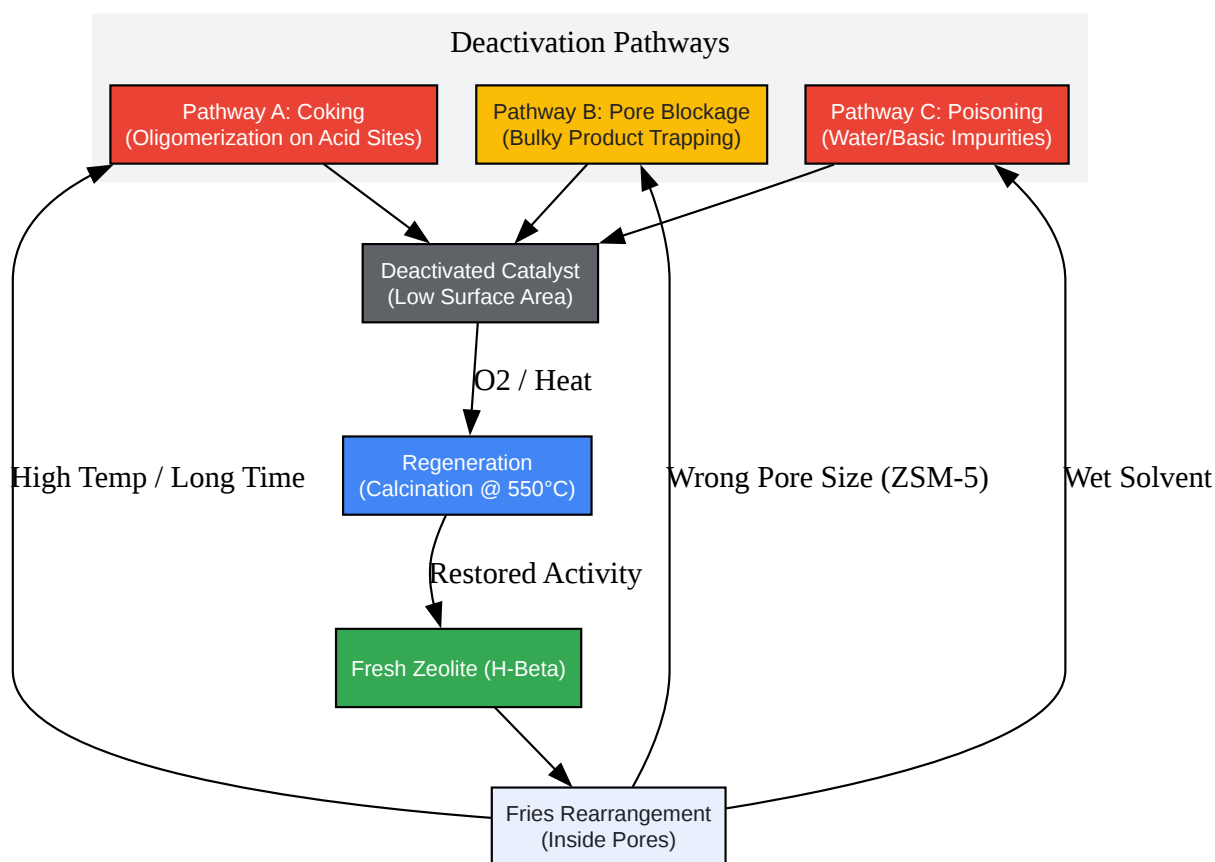 Deactivation Pathways
Pathway A: Coking
(Oligomerization on Acid Sites)
Pathway B: Pore Blockage
(Bulky Product Trapping)
Pathway C: Poisoning
(Water/Basic Impurities)
Deactivated Catalyst
(Low Surface Area)
O2 / Heat
Regeneration
(Calcination @ 550°C)
High Temp / Long Time
Wrong Pore Size (ZSM-5)
Wet Solvent
Restored Activity
Fresh Zeolite (H-Beta)
Fries Rearrangement
(Inside Pores)